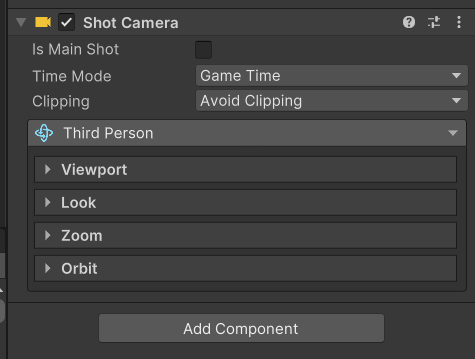 Shot Camera
Is Main Shot
Time Mode Game Time
Clipping Avoid Clipping
Third Person
Viewport
Look
Zoom
Orbit
Add Component